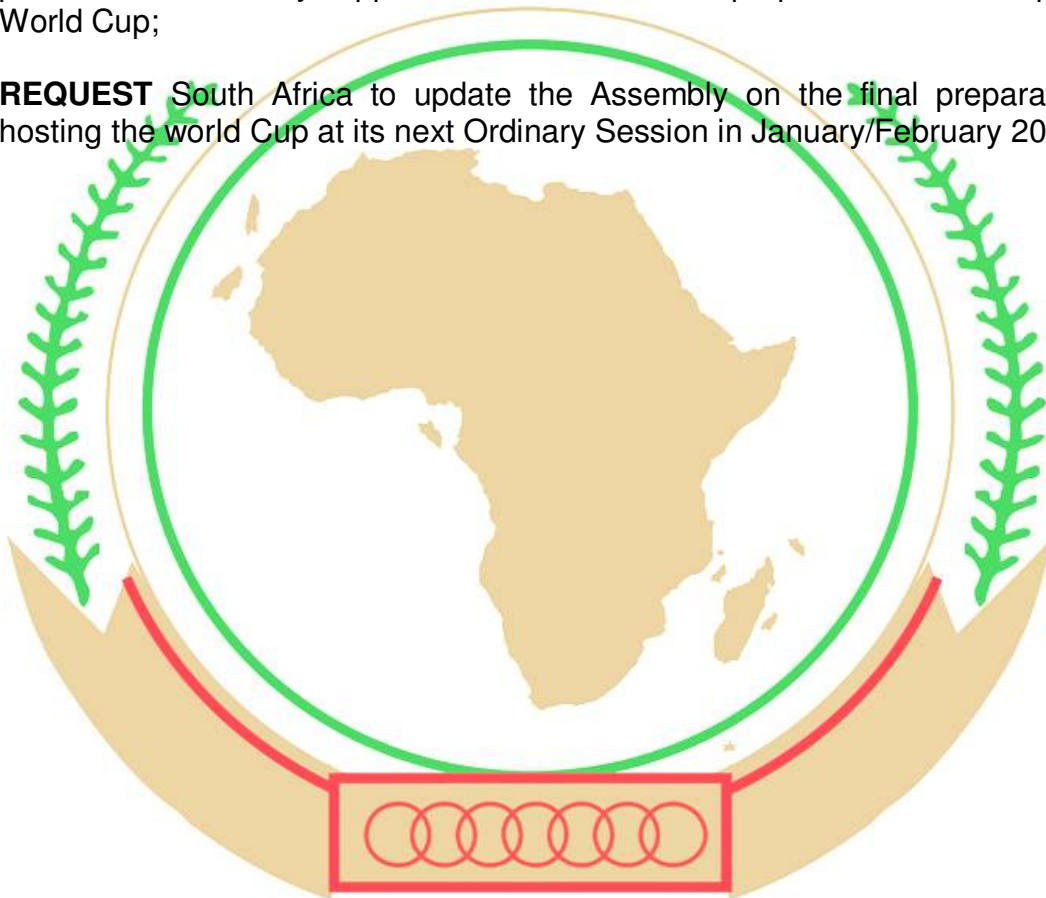 World Cup;
REQUEST South Africa to update the Assembly on the final prepara
hosting the world Cup at its next Ordinary Session in January/February 20